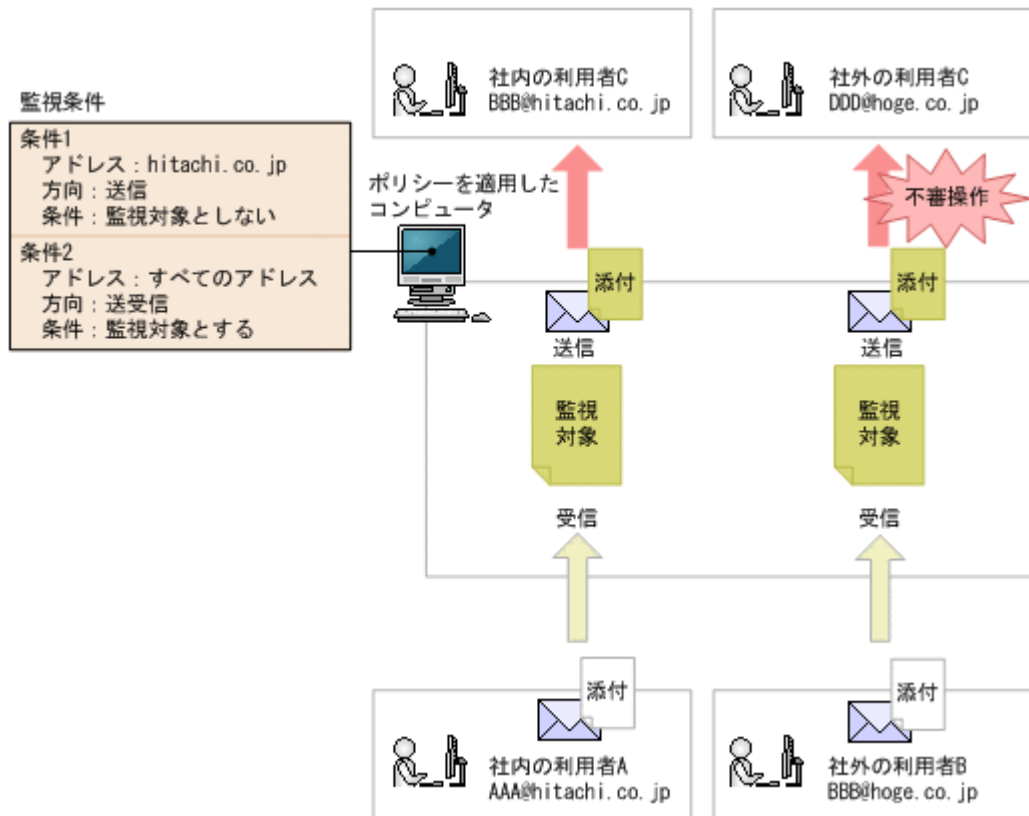 社内の利用者C
BBB@hitachi.co.jp
社外の利用者C
DDD@hoge.co.jp
監視条件
条件1
アドレス：hitachi.co.jp
方向：送信
条件：監視対象としない
条件2
アドレス：すべてのアドレス
方向：送受信
条件：監視対象とする
ポリシーを適用した
コンピュータ
不審操作
添付
添付
送信
送信
監視
対象
監視
対象
受信
受信
添付
添付
社内の利用者A
AAA@hitachi.co.jp
社外の利用者B
BBB@hoge.co.jp